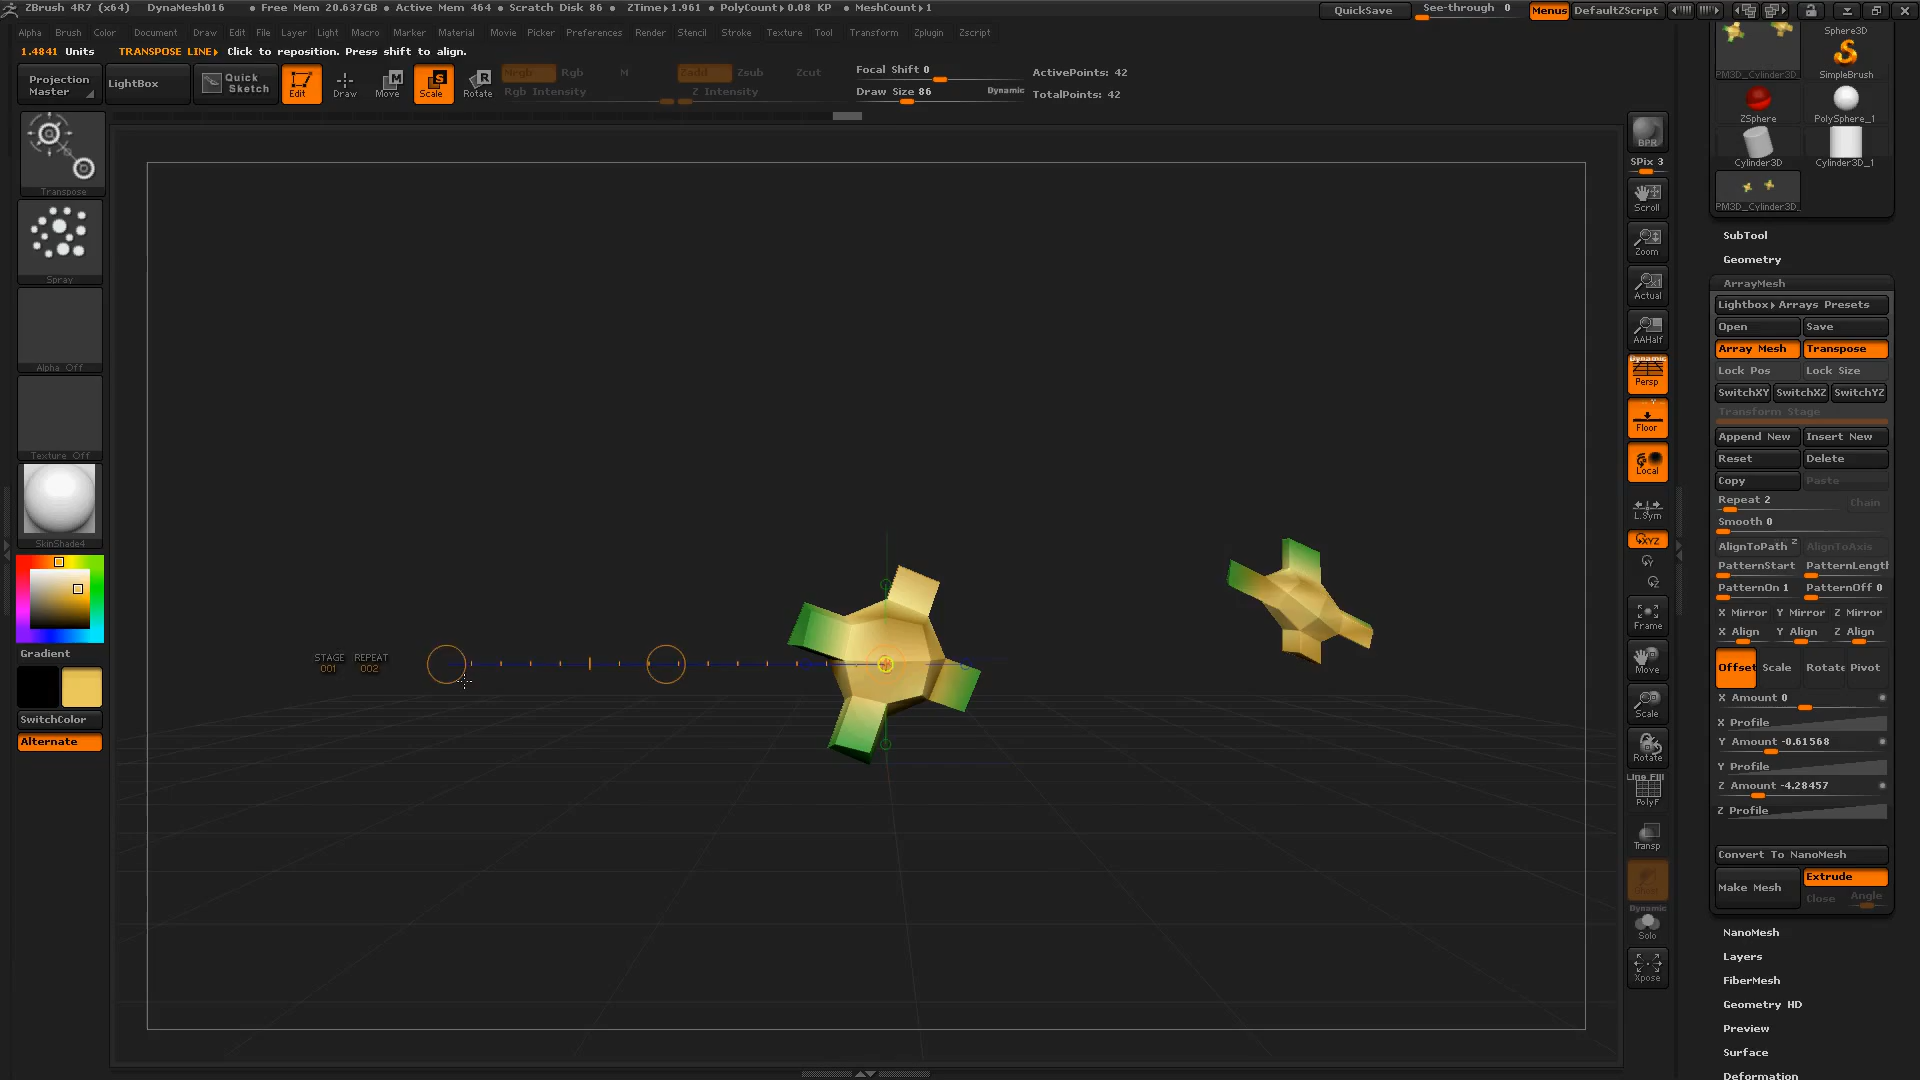 ZBrush 4R7 (x64) DynaMesh016 • Free Mem 20.637GB • Active Mem 464 • Scratch Disk 86 • ZTime▸1.961 • PolyCount▸0.08 KP • MeshCount▸1 QuickSave See-through 0 Menus DefaultZScript
Alpha Brush Color Document Draw Edit File Layer Light Macro Marker Material Movie Picker Preferences Render Stencil Stroke Texture Tool Transform Zplugin Zscript
1.4841 Units TRANSPOSE LINE▸ Click to reposition. Press shift to align.
Projection Master
LightBox
Quick Sketch
Edit
Draw
Move
Scale
Rotate
Mrgb Rgb M
Rgb Intensity
Zadd Zsub Zcut
Z Intensity
Focal Shift 0
Draw Size 86 Dynamic
ActivePoints: 42
TotalPoints: 42
Transpose
Spray
Alpha Off
Texture Off
SkinShade4
Gradient
SwitchColor
Alternate
STAGE REPEAT
001 002
BPR
SPix 3
Scroll
Zoom
Actual
AAHalf
Dynamic
Persp
Floor
Local
L.Sym
XYZ
Frame
Move
Scale
Rotate
Line Fill
PolyF
Transp
Ghost
Dynamic
Solo
Xpose
Sphere3D
PM3D_Cylinder3D_ SimpleBrush
ZSphere PolySphere_1
Cylinder3D Cylinder3D_1
PM3D_Cylinder3D_
SubTool
Geometry
ArrayMesh
Lightbox▸Arrays Presets
Open Save
Array Mesh Transpose
Lock Pos Lock Size
SwitchXY SwitchXZ SwitchYZ
Transform Stage
Append New Insert New
Reset Delete
Copy Paste
Repeat 2 Chain
Smooth 0
AlignToPath AlignToAxis
PatternStart PatternLength
PatternOn 1 PatternOff 0
X Mirror Y Mirror Z Mirror
X Align Y Align Z Align
Offset Scale Rotate Pivot
X Amount 0
X Profile
Y Amount -0.61568
Y Profile
Z Amount -4.28457
Z Profile
Convert To NanoMesh
Make Mesh Extrude
Close Angle
NanoMesh
Layers
FiberMesh
Geometry HD
Preview
Surface
Deformation